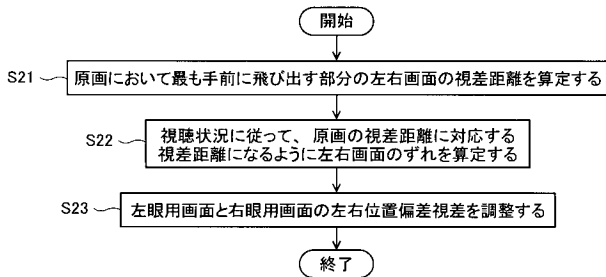 開始
S21
原画において最も手前に飛び出す部分の左右画面の視差距離を算定する
S22
視聴状況に従って、原画の視差距離に対応する
視差距離になるように左右画面のずれを算定する
S23
左眼用画面と右眼用画面の左右位置偏差視差を調整する
終了